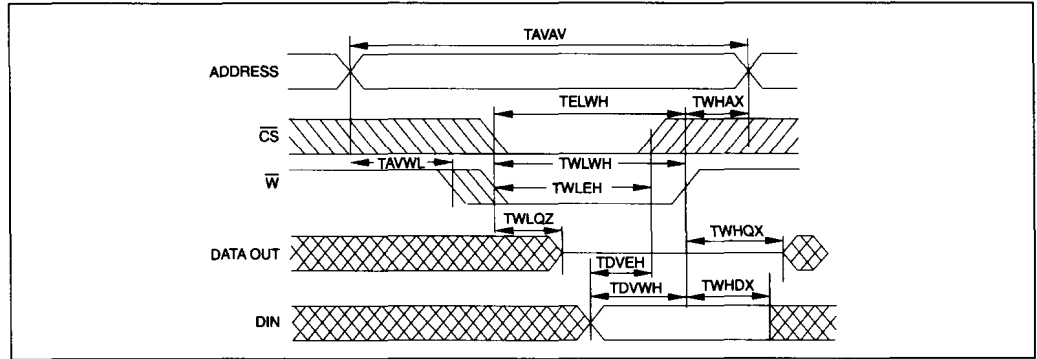 TAVAV
ADDRESS
TELWH
TWHAX
CS
TAVWL
TWLWH
W
TWLEH
TWLQZ
TWHQX
DATA OUT
TDVEH
TDVWH
TWHDX
DIN